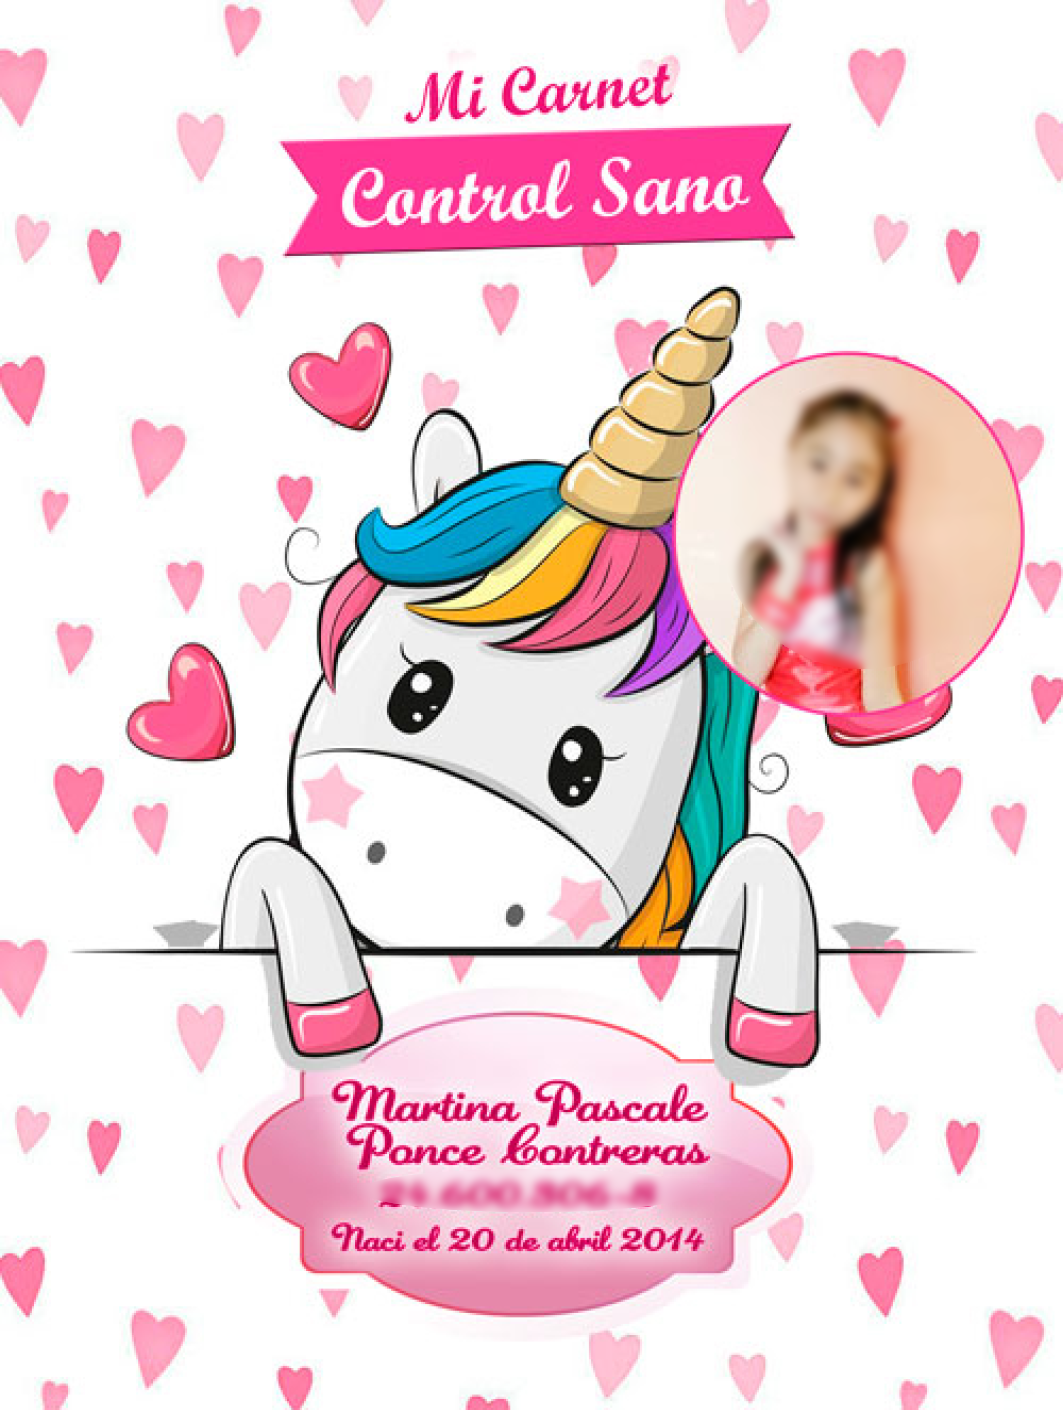 Mi Carnet
Control Sano
Martina Pascale
Ponce Contreras
Naci el 20 de abril 2014